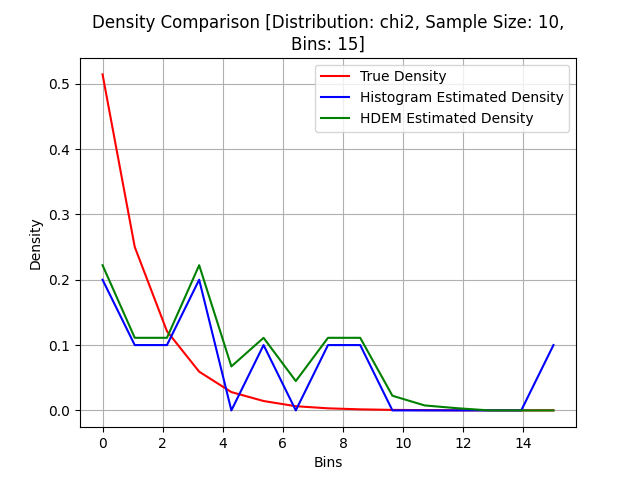 Density Comparison [Distribution: chi2, Sample Size: 10,
Bins: 15]
True Density
Histogram Estimated Density
HDEM Estimated Density
Density
0.5
0.4
0.3
0.2
0.1
0.0
0 2 4 6 8 10 12 14
Bins